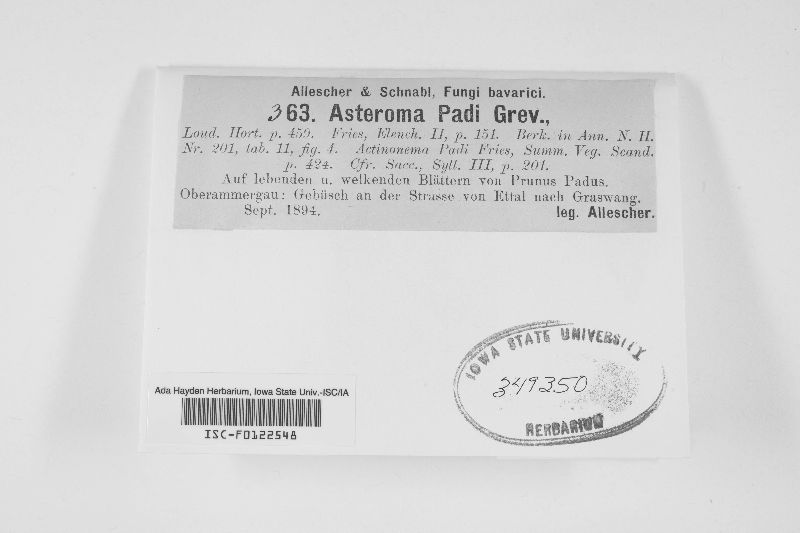 Allescher & Schnabl, Fungi bavarici.
363. Asteroma Padi Grev.,
Loud. Hort. p. 459. Fries, Elench. II, p. 151. Berk. in Ann. N. H.
Nr. 201, tab. 11, fig. 4. Actinonema Padi Fries, Summ. Veg. Scand.
p. 424. Cfr. Sacc., Syll. III, p. 201.
Auf lebenden u. welkenden Blättern von Prunus Padus.
Oberammergau: Gebüsch an der Strasse von Ettal nach Graswang.
Sept. 1894. leg. Allescher.
IOWA STATE UNIVERSITY
349350
HERBARIUM
Ada Hayden Herbarium, Iowa State Univ.-ISC/IA
ISC-F0122548